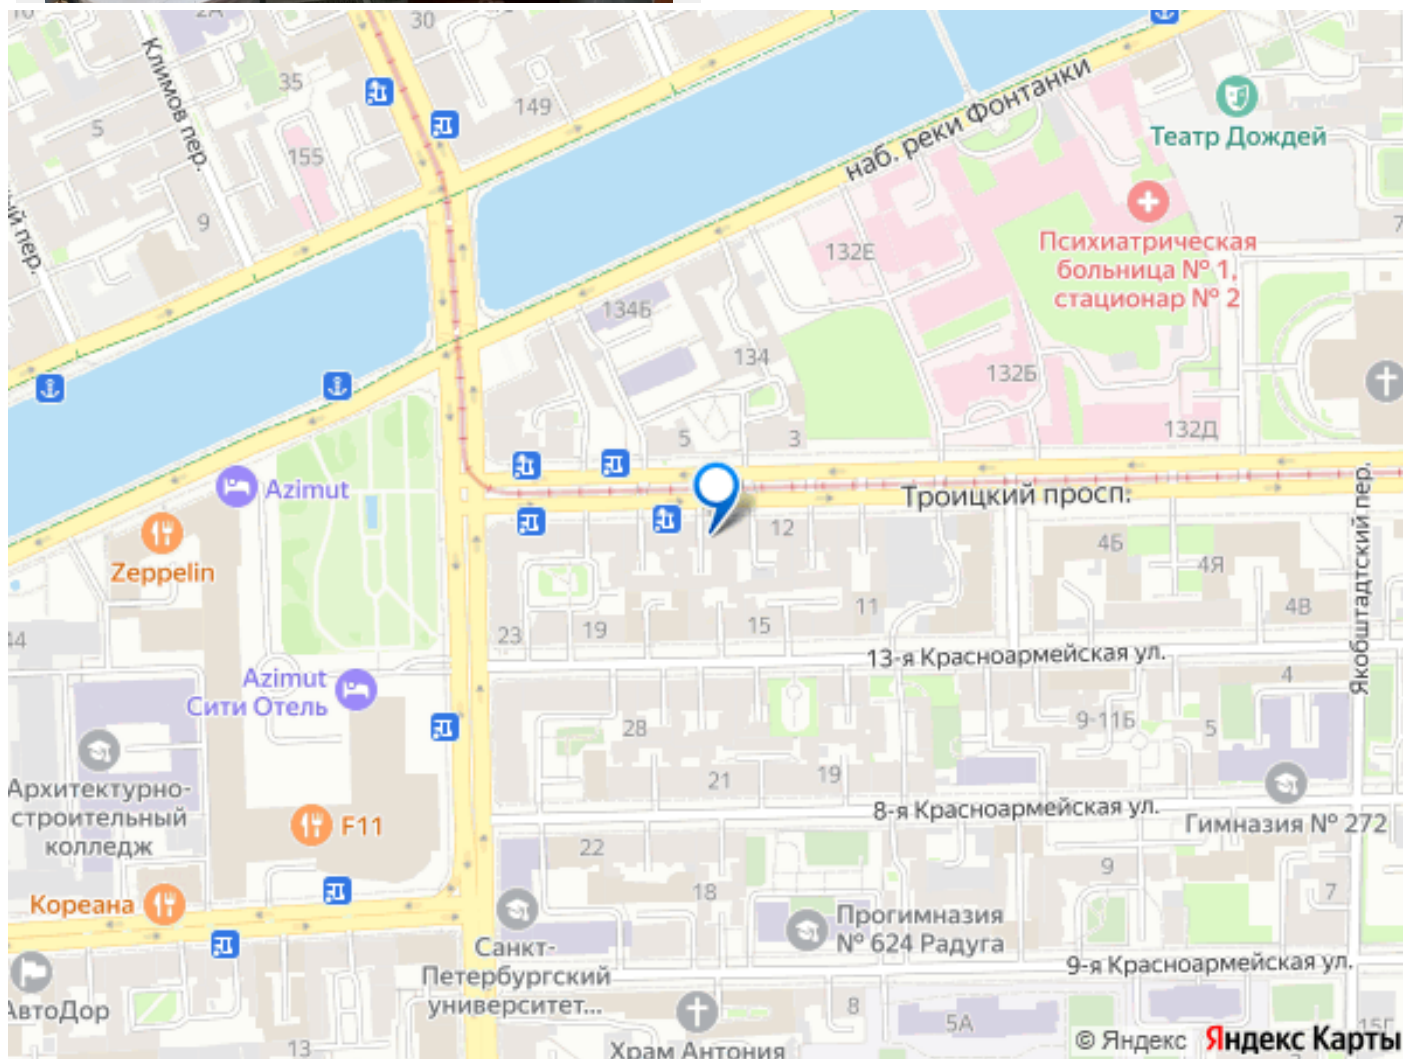 30
Климов пер.
35
149
5
155
9
наб. реки Фонтанки
Театр Дождей
Психиатрическая
больница № 1,
стационар № 2
132Е
134Б
134
132Б
132Д
5
3
Azimut
Zeppelin
Троицкий просп.
12
4Б
4Я
4В
Якобштадтский пер.
44
23
19
15
11
13-я Красноармейская ул.
Azimut
Сити Отель
28
9-11Б
5
4
21
19
Архитектурно-
строительный
колледж
F11
8-я Красноармейская ул.
Гимназия № 272
22
18
9
7
Кореана
Санкт-
Петербургский
университет...
Прогимназия
№ 624 Радуга
9-я Красноармейская ул.
АвтоДор
13
8
5А
Храм Антония
© Яндекс Яндекс Карты